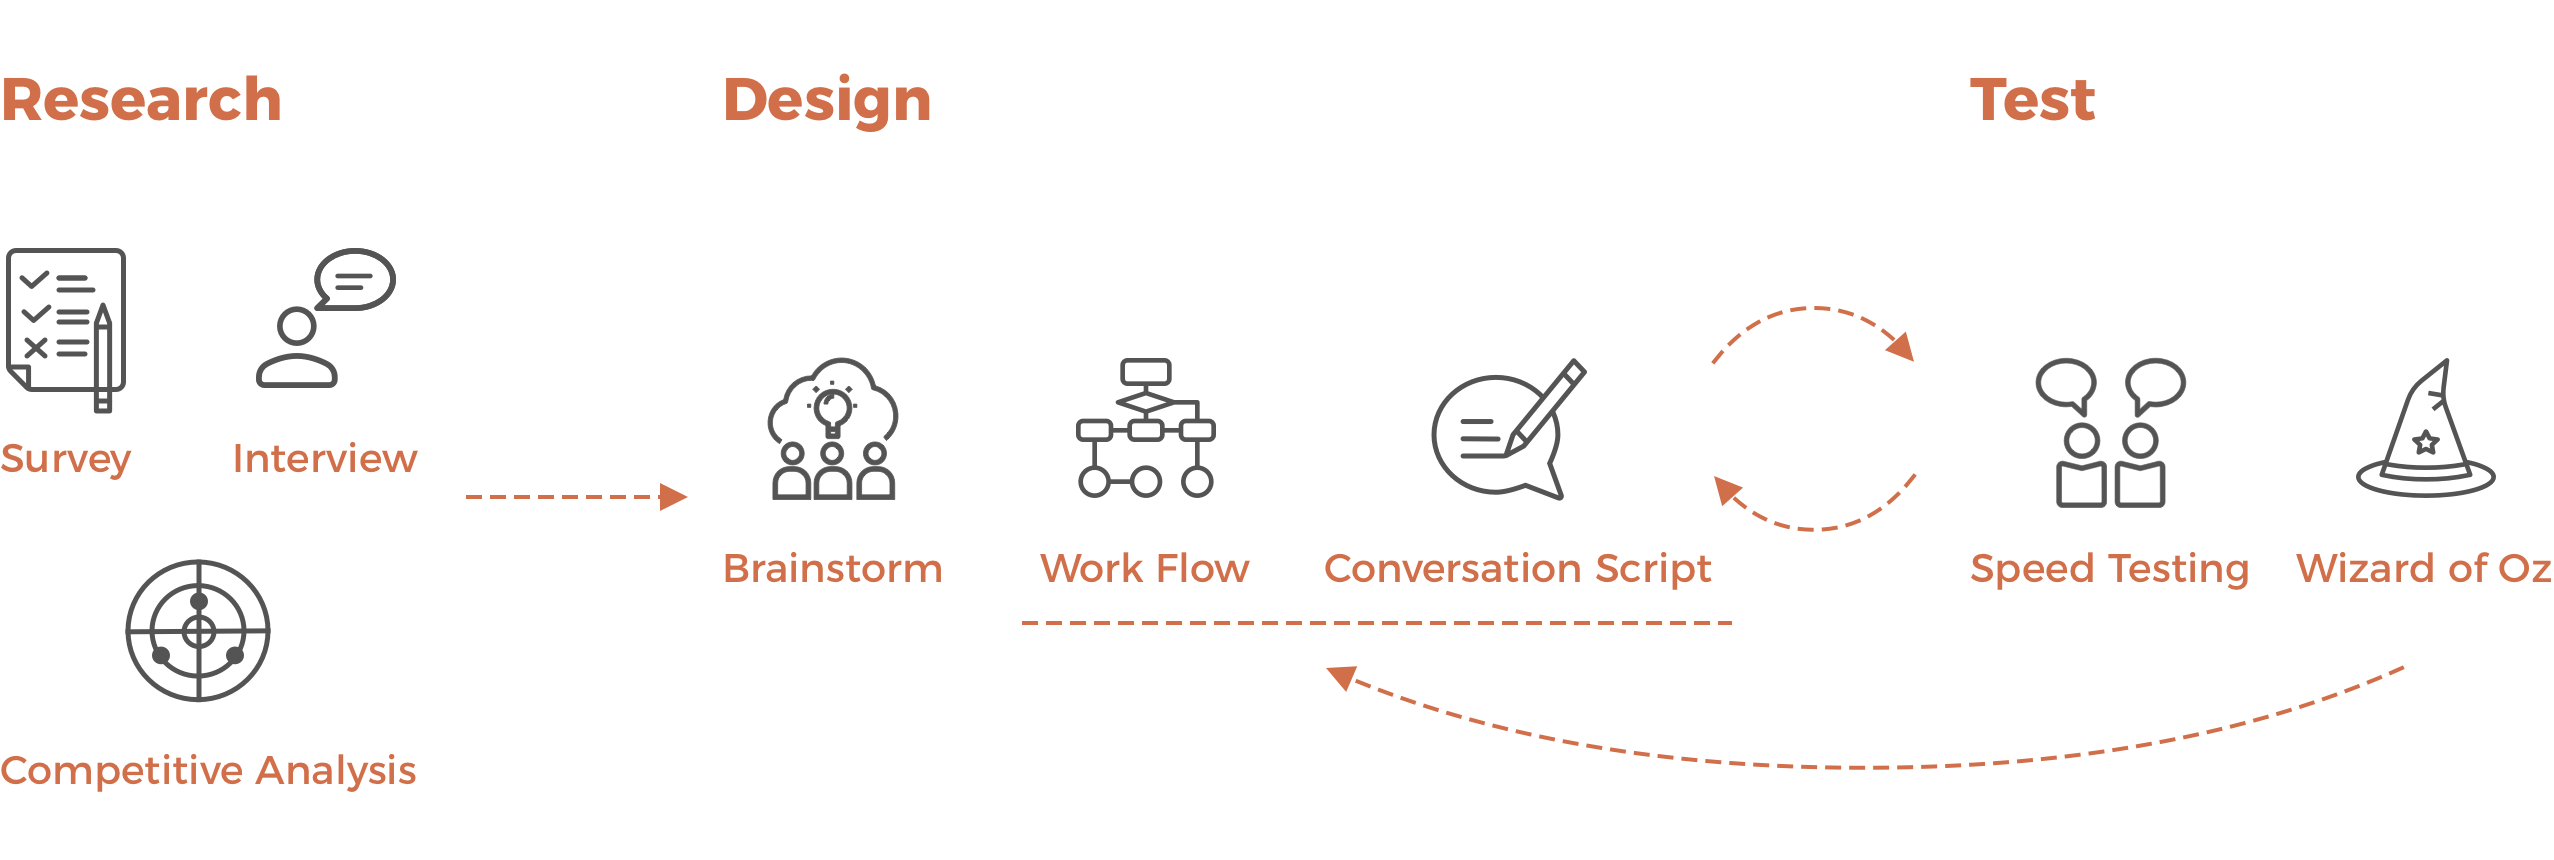 Research
Design
Test
Survey
Interview
Competitive Analysis
Brainstorm
Work Flow
Conversation Script
Speed Testing
Wizard of Oz